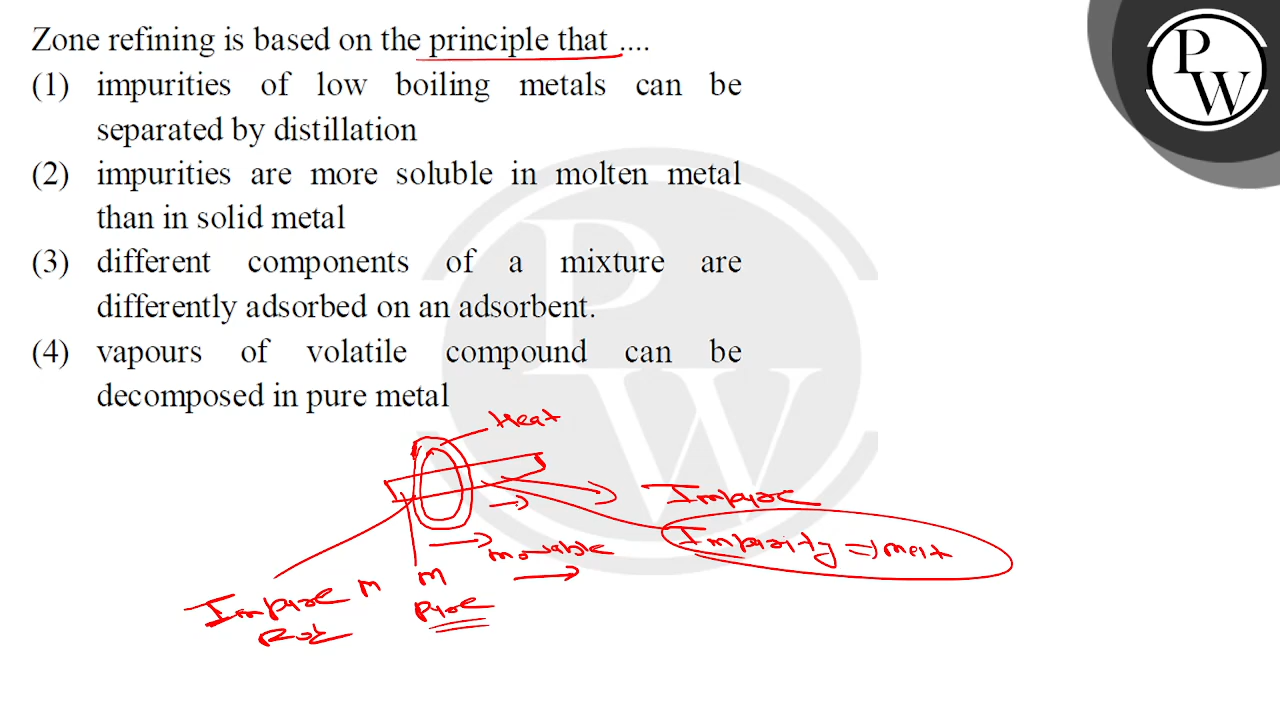 Zone refining is based on the principle that ....
(1) impurities of low boiling metals can be
separated by distillation
(2) impurities are more soluble in molten metal
than in solid metal
(3) different components of a mixture are
differently adsorbed on an adsorbent.
(4) vapours of volatile compound can be
decomposed in pure metal
Heat
Impure
Impurity => melt
movable
Impure M
Rod
M
pure
P
W
P
W